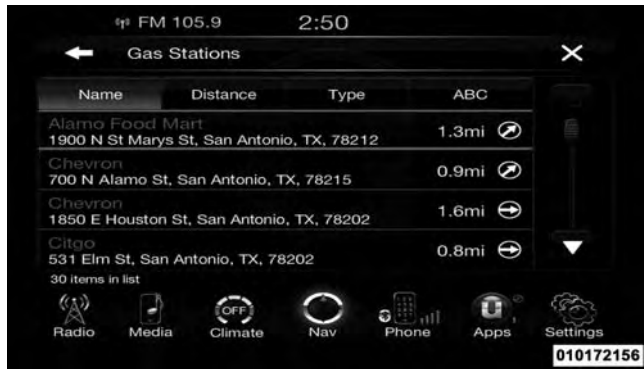 FM 105.9 2:50
Gas Stations
Name Distance Type ABC
Alamo Food Mart
1900 N St Marys St, San Antonio, TX, 78212 1.3mi
Chevron
700 N Alamo St, San Antonio, TX, 78215 0.9mi
Chevron
1850 E Houston St, San Antonio, TX, 78202 1.6mi
Citgo
531 Elm St, San Antonio, TX, 78202 0.8mi
30 items in list
OFF
Radio Media Climate Nav Phone Apps Settings
010172156